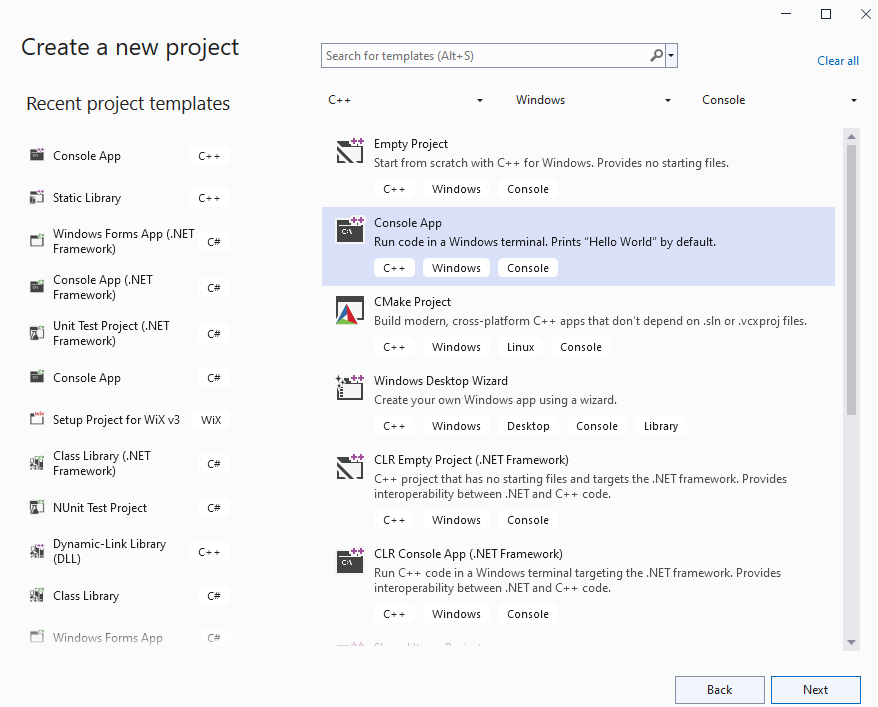 Create a new project
Search for templates (Alt+S)
Clear all
Recent project templates
Console App C++
Static Library C++
Windows Forms App (.NET
Framework) C#
Console App (.NET
Framework) C#
Unit Test Project (.NET
Framework) C#
Console App C#
Setup Project for WiX v3 WiX
Class Library (.NET
Framework) C#
NUnit Test Project C#
Dynamic-Link Library
(DLL) C++
Class Library C#
Windows Forms App C#
C++ Windows Console
Empty Project
Start from scratch with C++ for Windows. Provides no starting files.
C++ Windows Console
Console App
Run code in a Windows terminal. Prints "Hello World" by default.
C++ Windows Console
CMake Project
Build modern, cross-platform C++ apps that don't depend on .sln or .vcxproj files.
C++ Windows Linux Console
Windows Desktop Wizard
Create your own Windows app using a wizard.
C++ Windows Desktop Console Library
CLR Empty Project (.NET Framework)
C++ project that has no starting files and targets the .NET framework. Provides
interoperability between .NET and C++ code.
C++ Windows Console
CLR Console App (.NET Framework)
Run C++ code in a Windows terminal targeting the .NET framework. Provides
interoperability between .NET and C++ code.
C++ Windows Console
Back Next